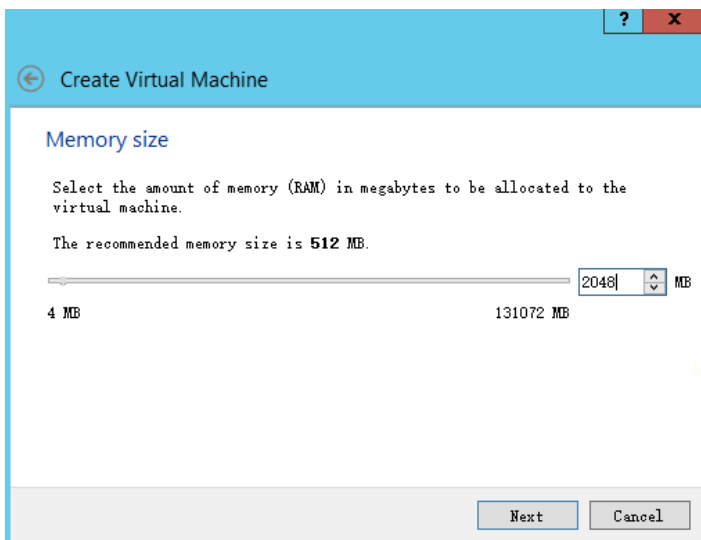 ? x
Create Virtual Machine
Memory size
Select the amount of memory (RAM) in megabytes to be allocated to the
virtual machine.
The recommended memory size is 512 MB.
2048 MB
4 MB 131072 MB
Next Cancel